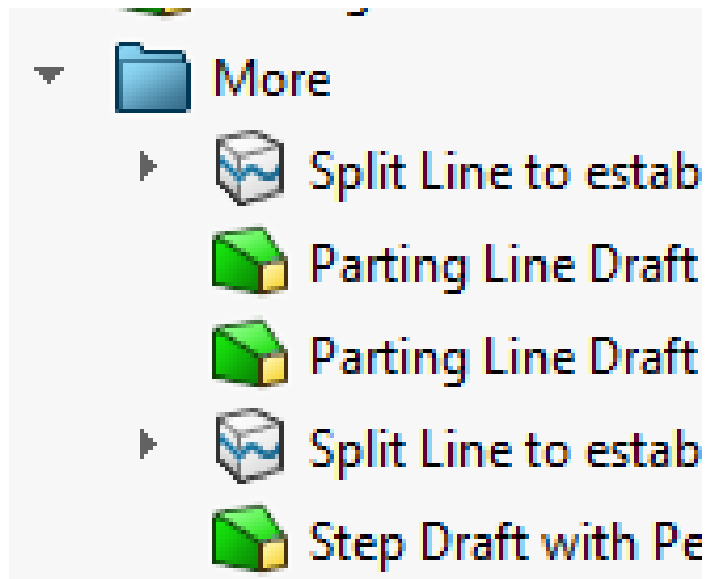 More
Split Line to estab
Parting Line Draft
Parting Line Draft
Split Line to estab
Step Draft with Pe